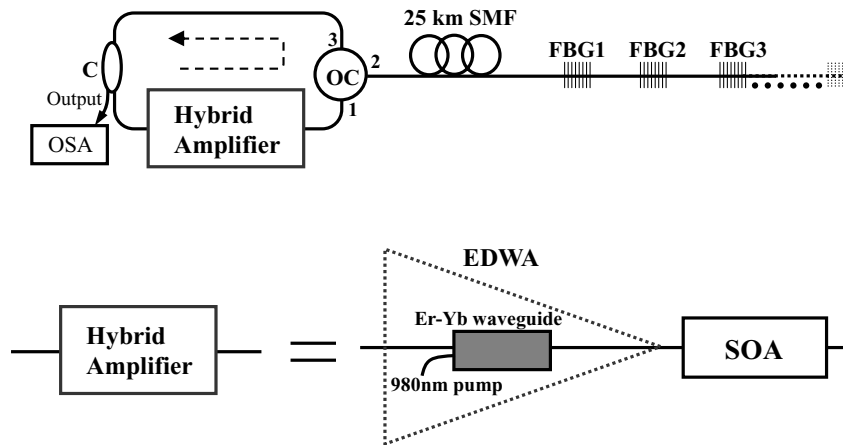 25 km SMF
FBG1
FBG2
FBG3
3
2
OC
1
C
Output
OSA
Hybrid
Amplifier
EDWA
Er-Yb waveguide
980nm pump
Hybrid
Amplifier
SOA